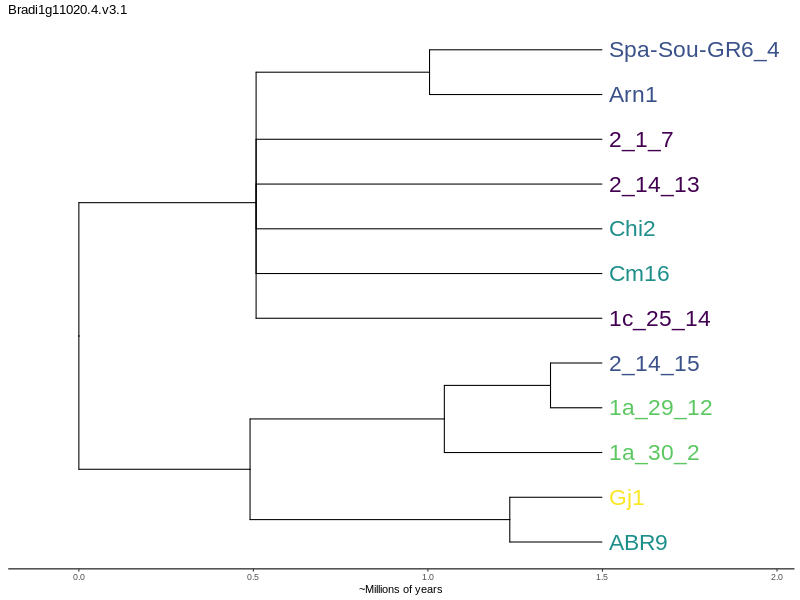 Bradi1g11020.4.v3.1
Spa-Sou-GR6_4
Arn1
2_1_7
2_14_13
Chi2
Cm16
1c_25_14
2_14_15
1a_29_12
1a_30_2
Gj1
ABR9
0.0 0.5 1.0 1.5 2.0
~Millions of years